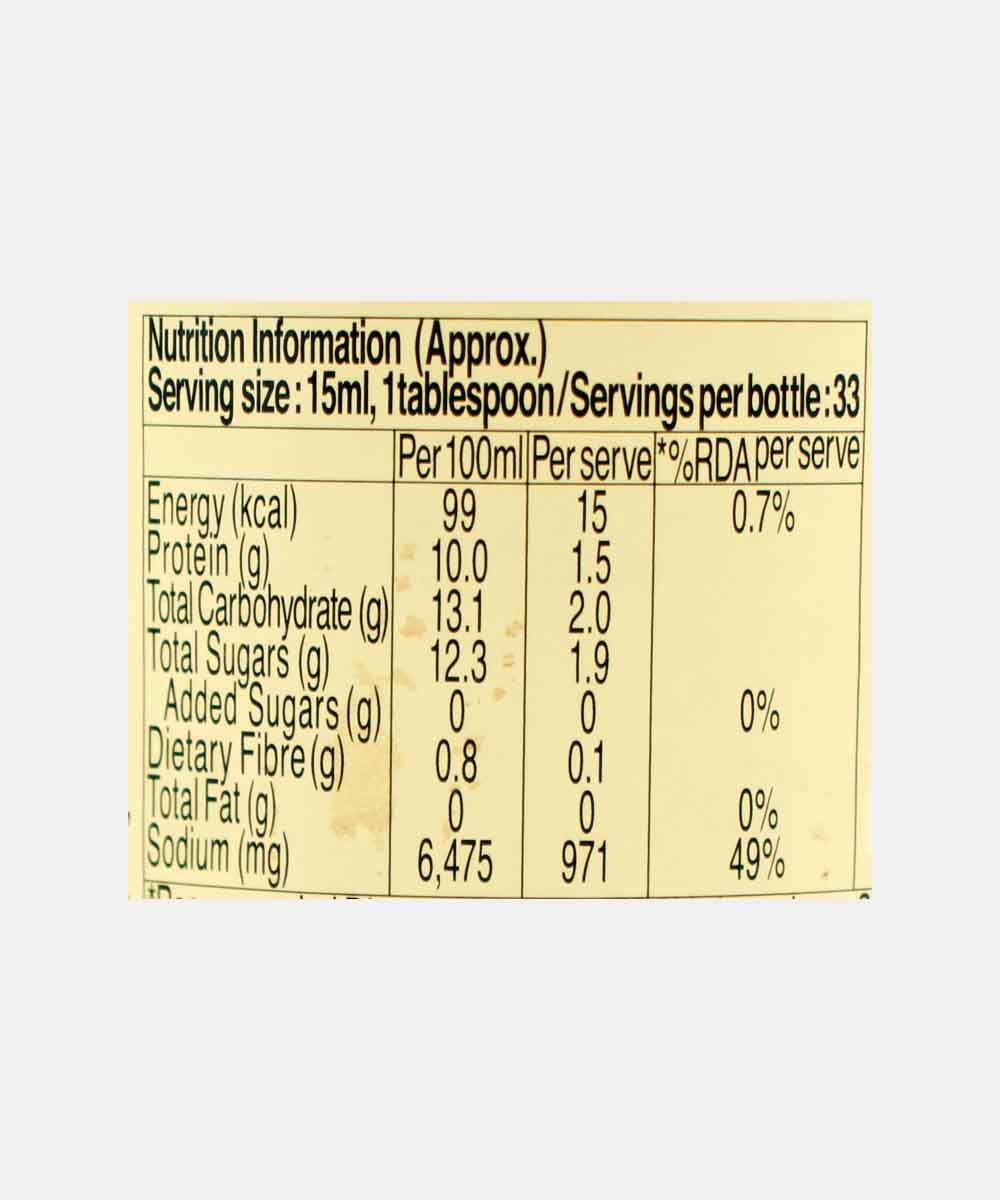 Nutrition Information (Approx.)
Serving size: 15ml, 1tablespoon/Servings per bottle:33
Per 100ml Per serve *%RDA per serve
Energy (kcal) 99 15 0.7%
Protein (g) 10.0 1.5
Total Carbohydrate (g) 13.1 2.0
Total Sugars (g) 12.3 1.9
Added Sugars (g) 0 0 0%
Dietary Fibre (g) 0.8 0.1
Total Fat (g) 0 0 0%
Sodium (mg) 6,475 971 49%